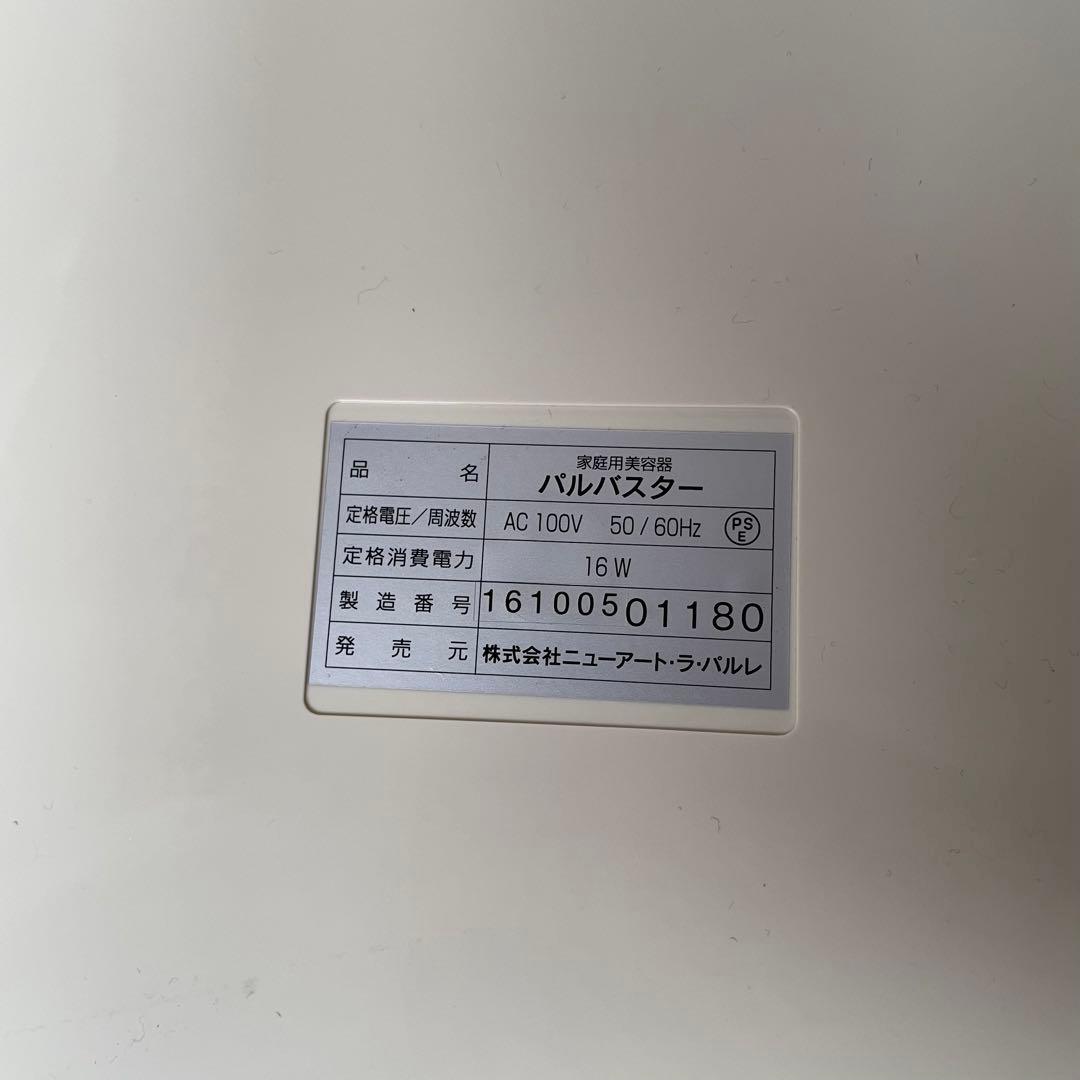 品名 家庭用美容器
パルバスター
定格電圧/周波数 AC 100V 50/60Hz PSE
定格消費電力 16W
製造番号 16100501180
発売元 株式会社ニューアート・ラ・パルレ